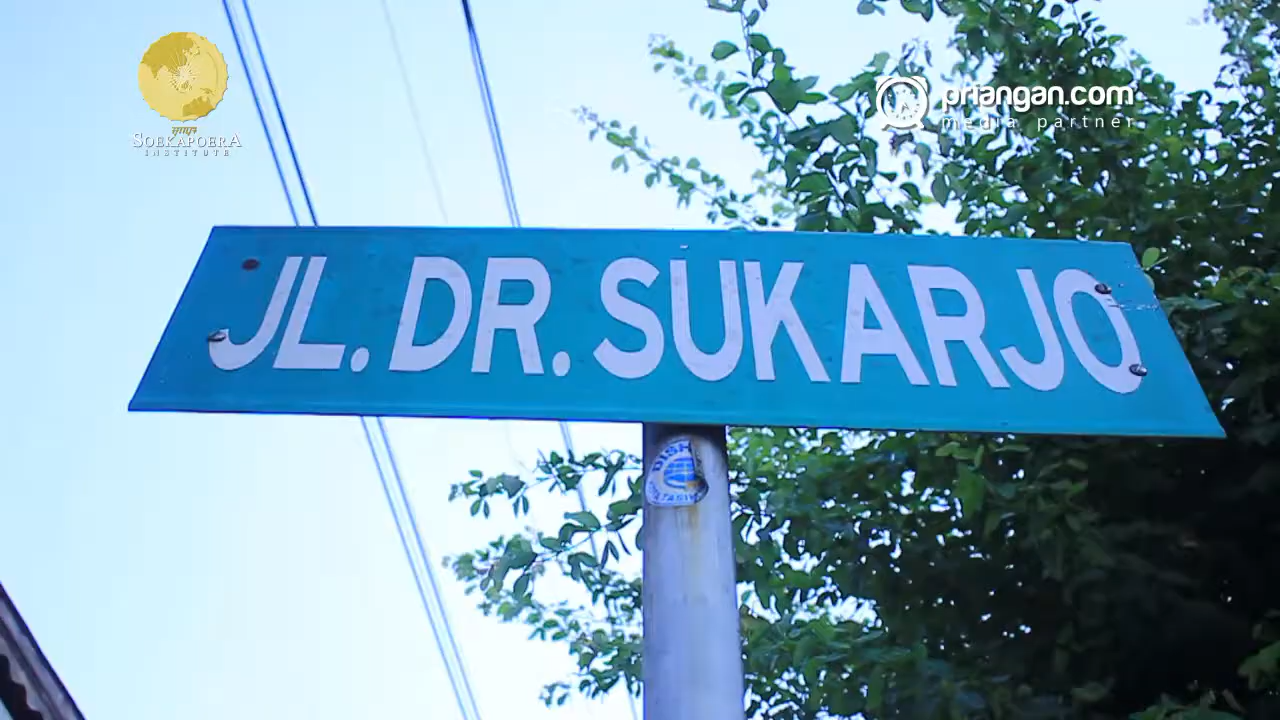 SOEKAPOERA
INSTITUTE
priangan.com
media partner
JL. DR. SUKARJO